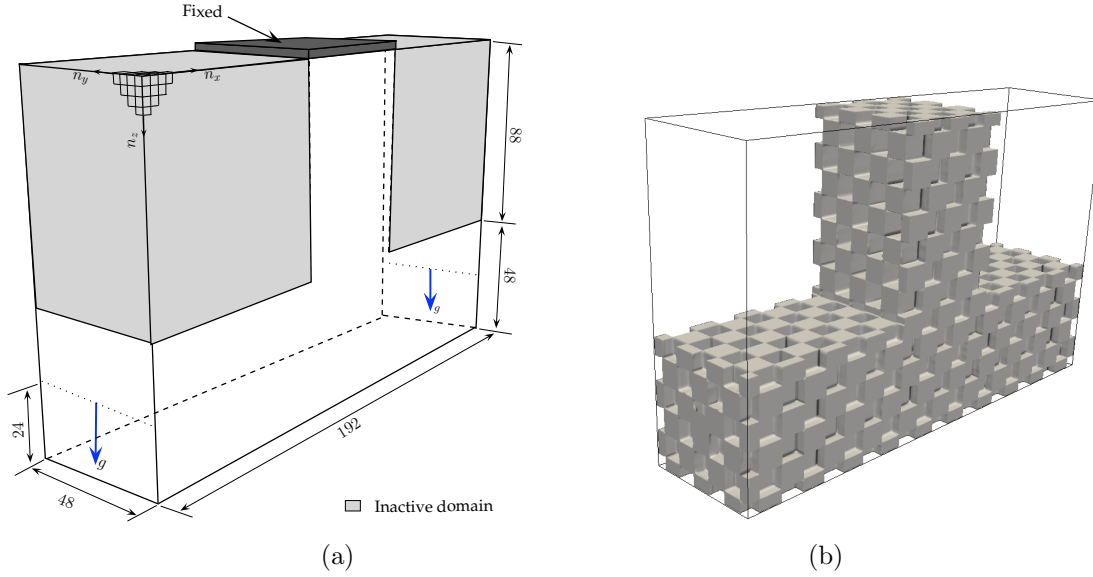 Fixed
n_y
n_x
n_z
88
48
g
24
g
192
48
Inactive domain
(a)
(b)